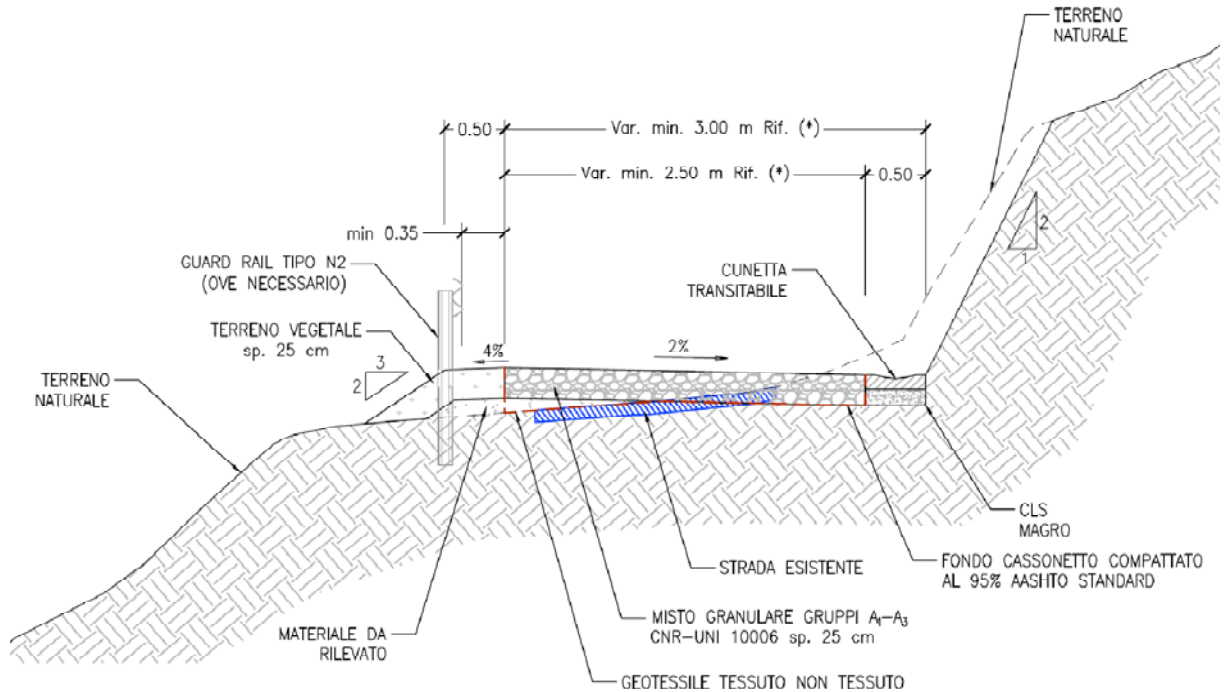 TERRENO
NATURALE
0.50
Var. min. 3.00 m Rif. (*)
Var. min. 2.50 m Rif. (*)
0.50
min 0.35
GUARD RAIL TIPO N2
(OVE NECESSARIO)
CUNETTA
TRANSITABILE
2
1
TERRENO VEGETALE
sp. 25 cm
4%
2%
3
2
TERRENO
NATURALE
CLS
MAGRO
STRADA ESISTENTE
FONDO CASSONETTO COMPATTATO
AL 95% AASHTO STANDARD
MISTO GRANULARE GRUPPI A₁-A₃
CNR-UNI 10006 sp. 25 cm
MATERIALE DA
RILEVATO
GEOTESSILE TESSUTO NON TESSUTO